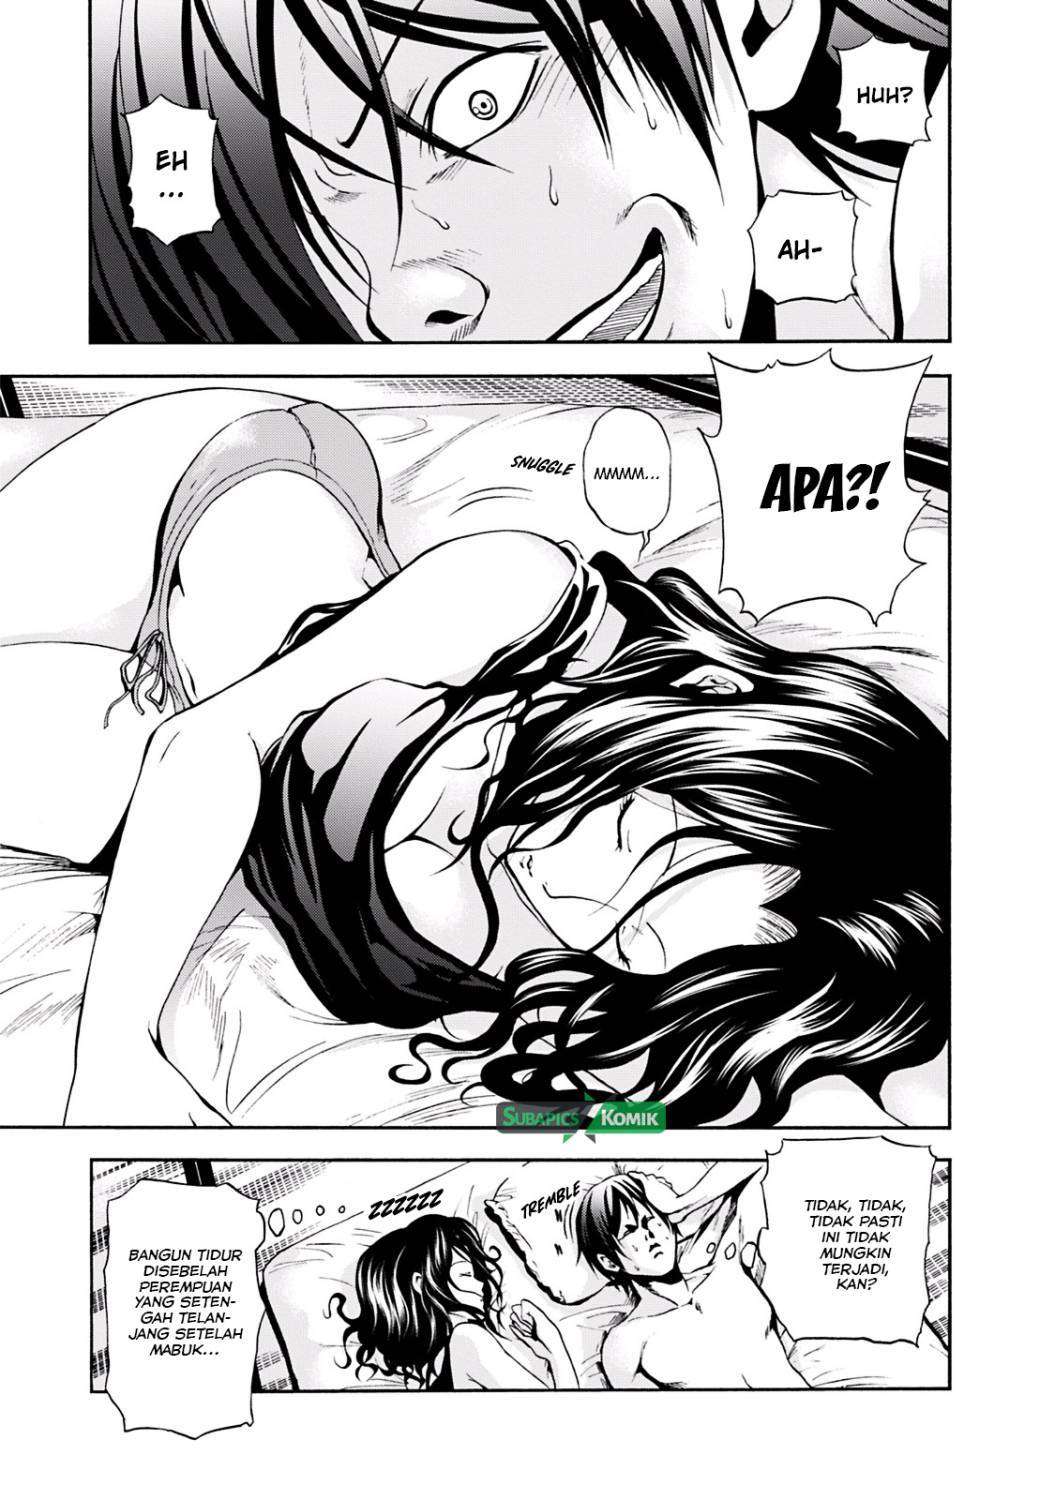 HUH?
AH-
EH
...
APA?!
MMMM...
SNUGGLE
TIDAK, TIDAK,
TIDAK PASTI
INI TIDAK
MUNGKIN
TERJADI,
KAN?
TREMBLE
ZZZZZZZ
BANGUN TIDUR
DISEBELAH
PEREMPUAN
YANG SETEN-
GAH TELAN-
JANG SETELAH
MABUK...
SUBAPICS KOMIK